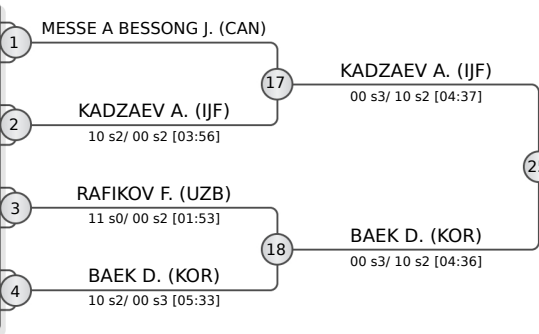 MESSE A BESSONG J. (CAN)
1
KADZAEV A. (IJF)
17
00 s3/ 10 s2 [04:37]
KADZAEV A. (IJF)
2
10 s2/ 00 s2 [03:56]
RAFIKOV F. (UZB)
3
11 s0/ 00 s2 [01:53]
BAEK D. (KOR)
18
00 s3/ 10 s2 [04:36]
BAEK D. (KOR)
4
10 s2/ 00 s3 [05:33]